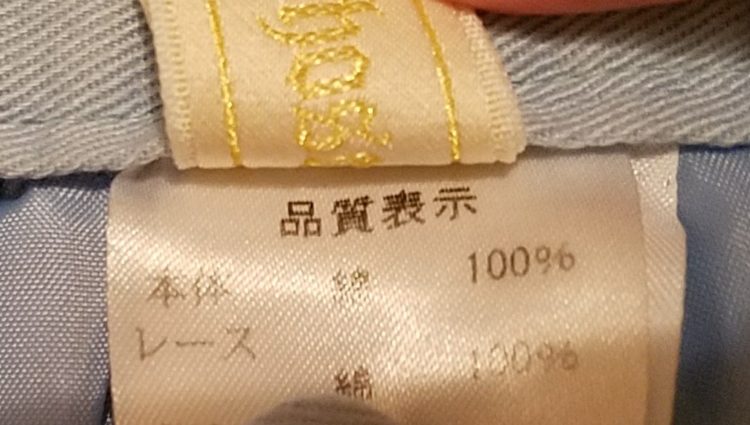 品質表示
本体 綿 100%
レース
綿 100%